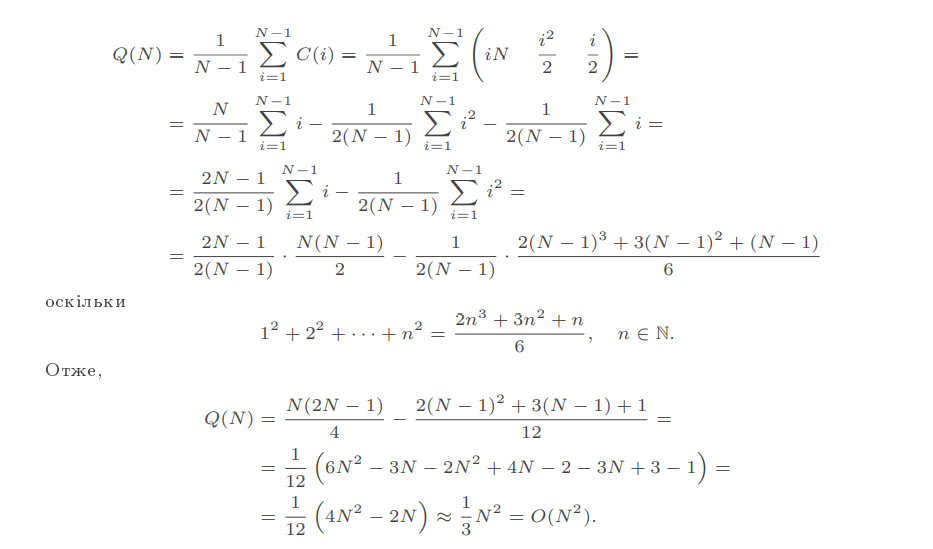 Q(N) = \frac{1}{N-1} \sum_{i=1}^{N-1} C(i) = \frac{1}{N-1} \sum_{i=1}^{N-1} \left( iN \quad \frac{i^2}{2} \quad \frac{i}{2} \right) =
= \frac{N}{N-1} \sum_{i=1}^{N-1} i - \frac{1}{2(N-1)} \sum_{i=1}^{N-1} i^2 - \frac{1}{2(N-1)} \sum_{i=1}^{N-1} i =
= \frac{2N-1}{2(N-1)} \sum_{i=1}^{N-1} i - \frac{1}{2(N-1)} \sum_{i=1}^{N-1} i^2 =
= \frac{2N-1}{2(N-1)} \cdot \frac{N(N-1)}{2} - \frac{1}{2(N-1)} \cdot \frac{2(N-1)^3 + 3(N-1)^2 + (N-1)}{6}
оскільки
1^2 + 2^2 + \cdots + n^2 = \frac{2n^3 + 3n^2 + n}{6}, \quad n \in \mathbb{N}.
Отже,
Q(N) = \frac{N(2N-1)}{4} - \frac{2(N-1)^2 + 3(N-1) + 1}{12} =
= \frac{1}{12} \left( 6N^2 - 3N - 2N^2 + 4N - 2 - 3N + 3 - 1 \right) =
= \frac{1}{12} \left( 4N^2 - 2N \right) \approx \frac{1}{3} N^2 = O(N^2).